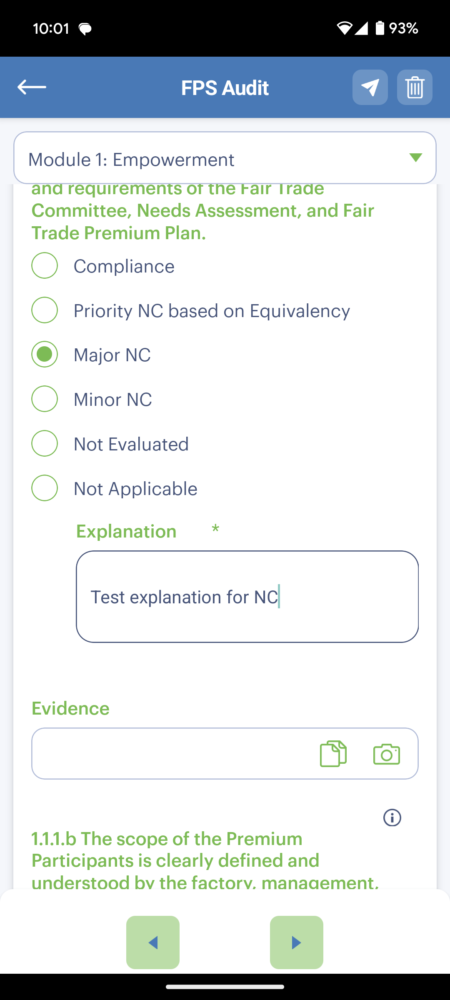 10:01
93%
FPS Audit
Module 1: Empowerment
and requirements of the Fair Trade
Committee, Needs Assessment, and Fair
Trade Premium Plan.
Compliance
Priority NC based on Equivalency
Major NC
Minor NC
Not Evaluated
Not Applicable
Explanation *
Test explanation for NC
Evidence
1.1.1.b The scope of the Premium
Participants is clearly defined and
understood by the factory, management,